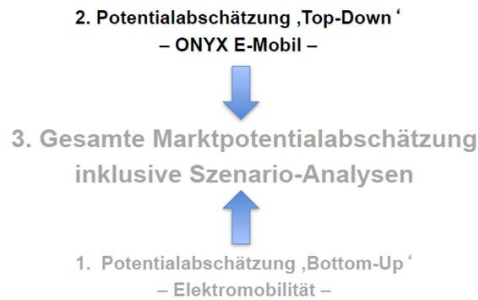 2. Potentialabschätzung ‚Top-Down‘
– ONYX E-Mobil –
3. Gesamte Marktpotentialabschätzung
inklusive Szenario-Analysen
1. Potentialabschätzung ‚Bottom-Up‘
– Elektromobilität –